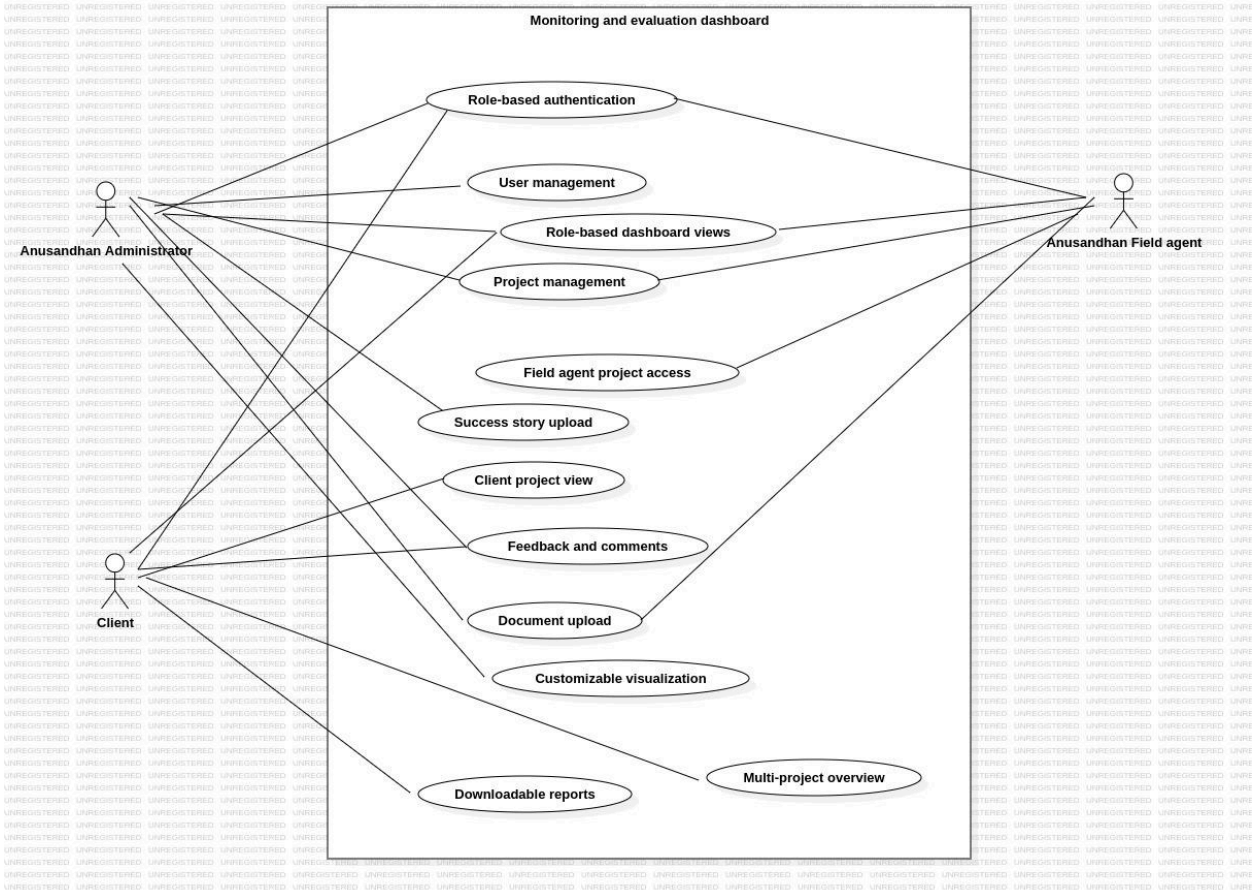 Monitoring and evaluation dashboard
Role-based authentication
User management
Role-based dashboard views
Anusandhan Administrator
Anusandhan Field agent
Project management
Field agent project access
Success story upload
Client project view
Feedback and comments
Client
Document upload
Customizable visualization
Multi-project overview
Downloadable reports
UNREGISTERED